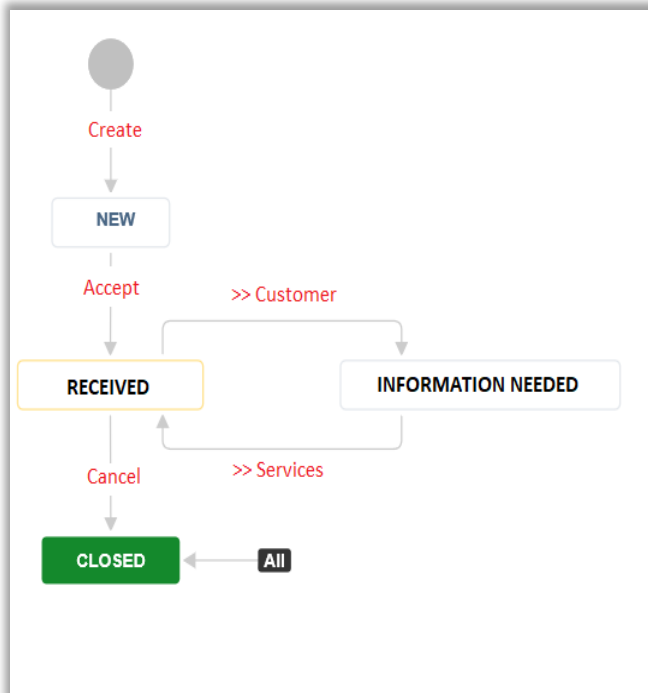 Create
NEW
Accept
>> Customer
RECEIVED
INFORMATION NEEDED
>> Services
Cancel
CLOSED
All